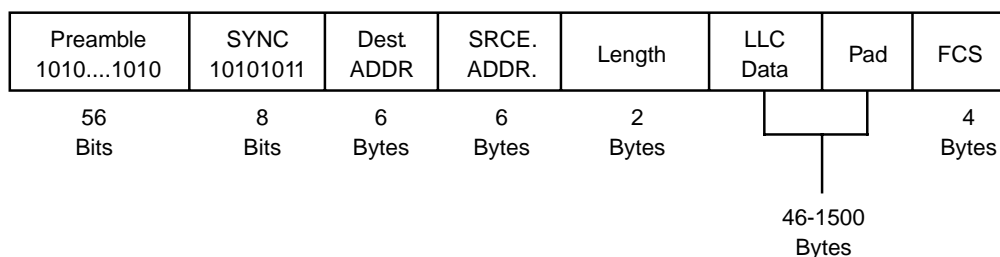 Preamble
1010....1010
SYNC
10101011
Dest.
ADDR
SRCE.
ADDR.
Length
LLC
Data
Pad
FCS
56
Bits
8
Bits
6
Bytes
6
Bytes
2
Bytes
4
Bytes
46-1500
Bytes